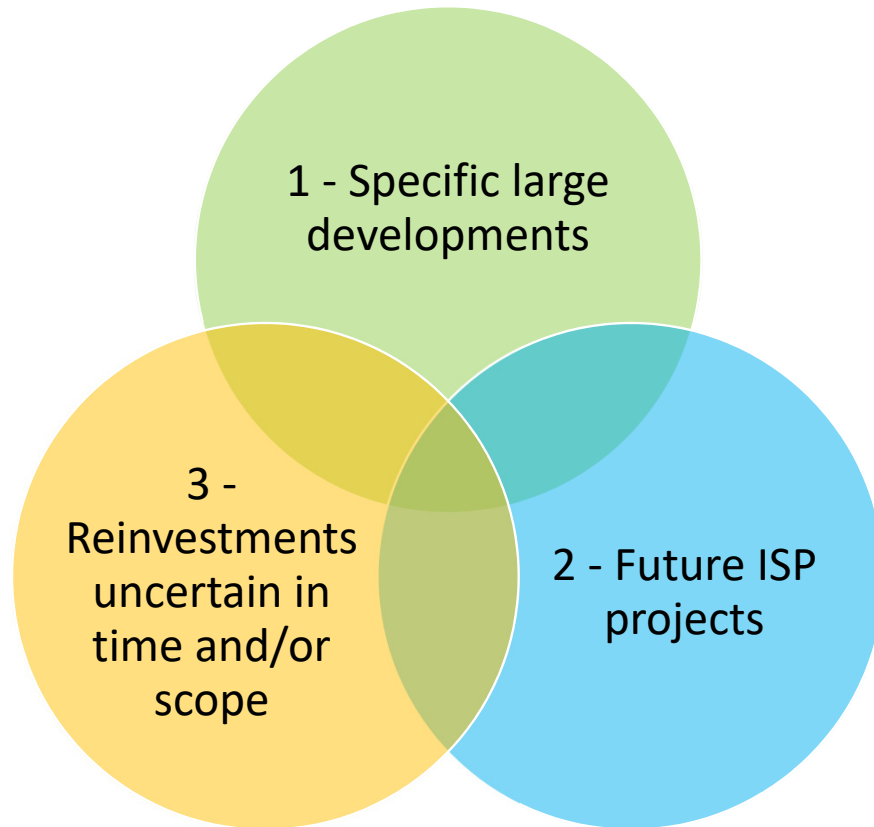 1 - Specific large
developments
3 -
Reinvestments
uncertain in
time and/or
scope
2 - Future ISP
projects